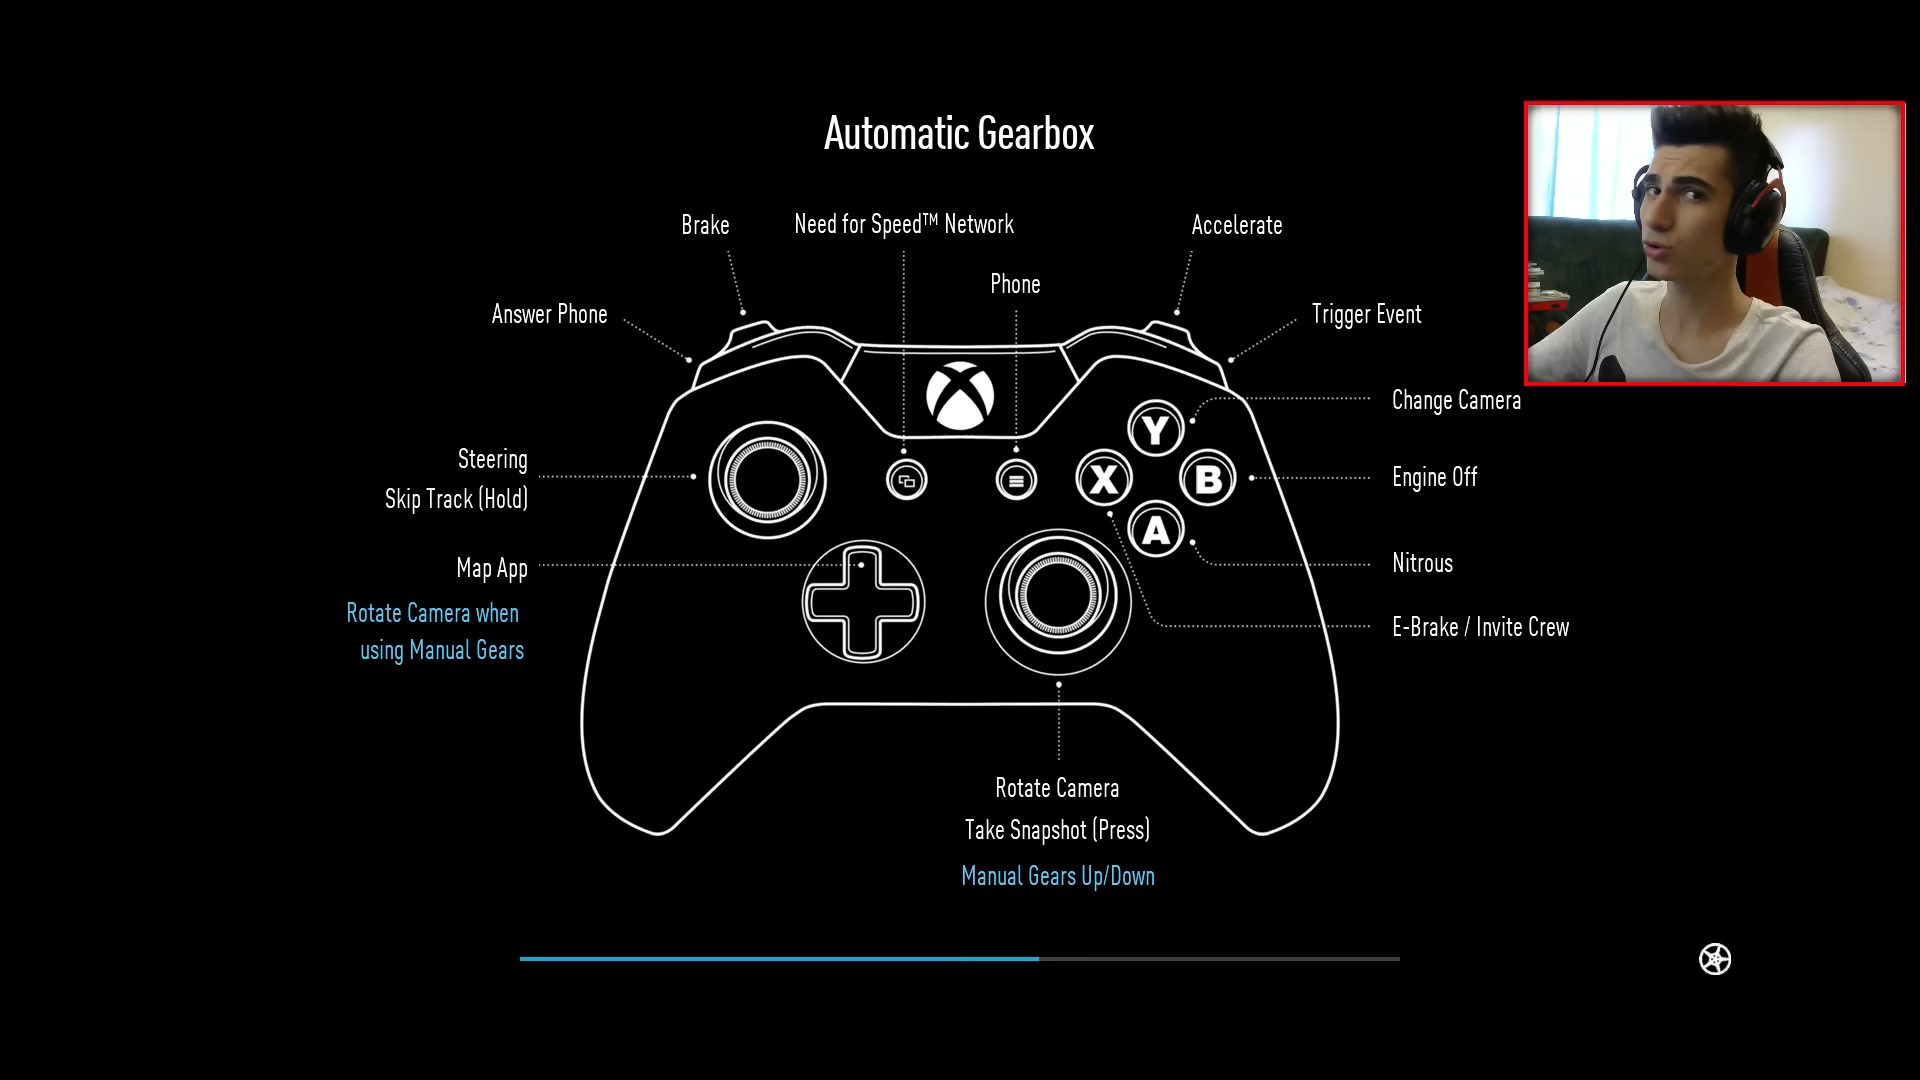 Automatic Gearbox
Brake
Need for Speed™ Network
Accelerate
Phone
Answer Phone
Trigger Event
Change Camera
Y
Steering
X
B
Engine Off
Skip Track (Hold)
A
Map App
Nitrous
Rotate Camera when
using Manual Gears
E-Brake / Invite Crew
Rotate Camera
Take Snapshot (Press)
Manual Gears Up/Down